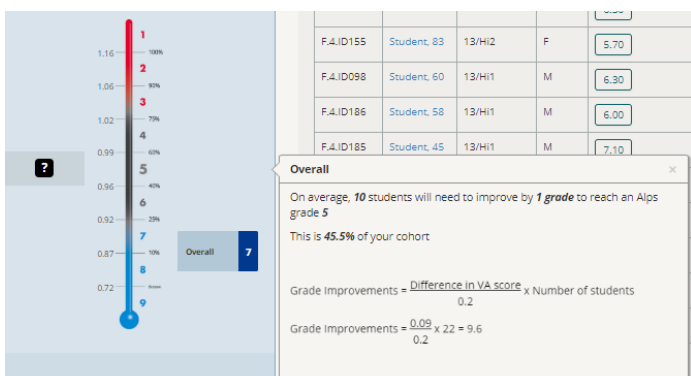 1
1.16 100%
2
1.06 90%
3
1.02 75%
4
0.99 60%
5
0.96 40%
6
0.92 25%
7
0.87 10%
8
0.72
9
?
Overall 7
F.4.ID155 Student, 83 13/Hi2 F 5.70
F.4.ID098 Student, 60 13/Hi1 M 6.30
F.4.ID186 Student, 58 13/Hi1 M 6.00
F.4.ID185 Student, 45 13/Hi1 M 7.10
Overall ×
On average, 10 students will need to improve by 1 grade to reach an Alps
grade 5
This is 45.5% of your cohort
Grade Improvements = Difference in VA score x Number of students
0.2
Grade Improvements = 0.09 x 22 = 9.6
0.2